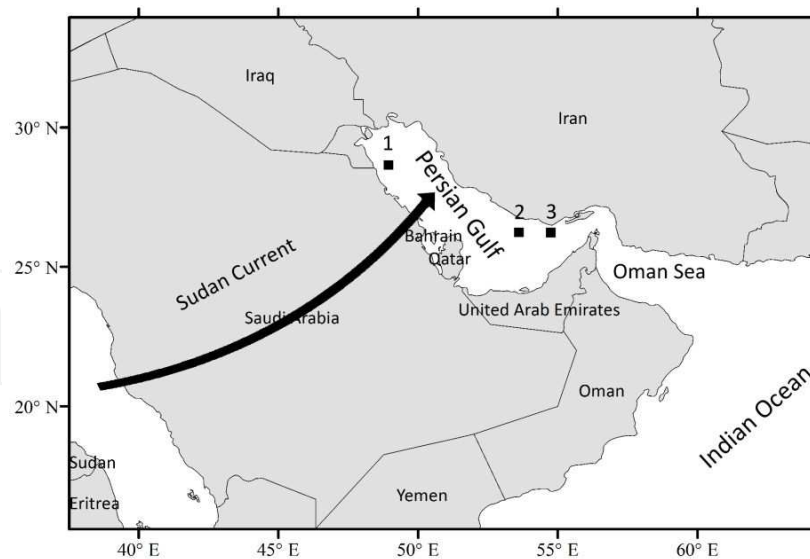 Iraq
Iran
30° N
1
Persian Gulf
2
3
Bahrain
Qatar
25° N
Sudan Current
Oman Sea
Saudi Arabia
United Arab Emirates
Oman
20° N
Indian Ocean
Sudan
Eritrea
Yemen
40° E
45° E
50° E
55° E
60° E